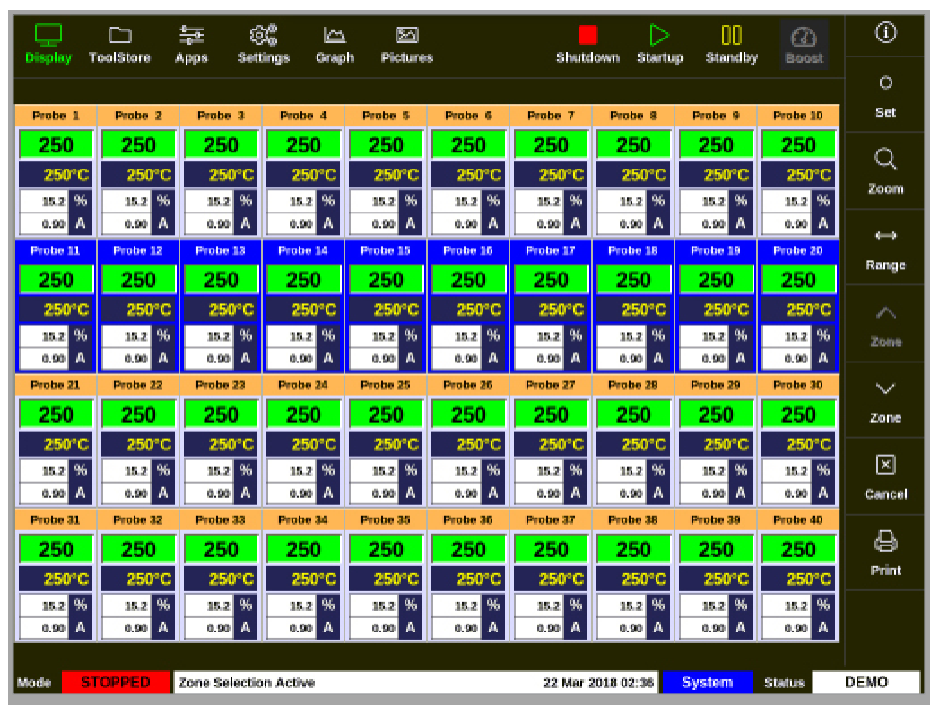 Display ToolStore Apps Settings Graph Pictures Shutdown Startup Standby Boost
Set
Probe 1 Probe 2 Probe 3 Probe 4 Probe 5 Probe 6 Probe 7 Probe 8 Probe 9 Probe 10
250 250 250 250 250 250 250 250 250 250
250°C 250°C 250°C 250°C 250°C 250°C 250°C 250°C 250°C 250°C
Zoom
15.2 % 15.2 % 15.2 % 15.2 % 15.2 % 15.2 % 15.2 % 15.2 % 15.2 % 15.2 %
0.90 A 0.90 A 0.90 A 0.90 A 0.90 A 0.90 A 0.90 A 0.90 A 0.90 A 0.90 A
Probe 11 Probe 12 Probe 13 Probe 14 Probe 15 Probe 16 Probe 17 Probe 18 Probe 19 Probe 20
Range
250 250 250 250 250 250 250 250 250 250
250°C 250°C 250°C 250°C 250°C 250°C 250°C 250°C 250°C 250°C
15.2 % 15.2 % 15.2 % 15.2 % 15.2 % 15.2 % 15.2 % 15.2 % 15.2 % 15.2 %
Zone
0.90 A 0.90 A 0.90 A 0.90 A 0.90 A 0.90 A 0.90 A 0.90 A 0.90 A 0.90 A
Probe 21 Probe 22 Probe 23 Probe 24 Probe 25 Probe 26 Probe 27 Probe 28 Probe 29 Probe 30
250 250 250 250 250 250 250 250 250 250
Zone
250°C 250°C 250°C 250°C 250°C 250°C 250°C 250°C 250°C 250°C
15.2 % 15.2 % 15.2 % 15.2 % 15.2 % 15.2 % 15.2 % 15.2 % 15.2 % 15.2 %
0.90 A 0.90 A 0.90 A 0.90 A 0.90 A 0.90 A 0.90 A 0.90 A 0.90 A 0.90 A
Cancel
Probe 31 Probe 32 Probe 33 Probe 34 Probe 35 Probe 36 Probe 37 Probe 38 Probe 39 Probe 40
250 250 250 250 250 250 250 250 250 250
Print
250°C 250°C 250°C 250°C 250°C 250°C 250°C 250°C 250°C 250°C
15.2 % 15.2 % 15.2 % 15.2 % 15.2 % 15.2 % 15.2 % 15.2 % 15.2 % 15.2 %
0.90 A 0.90 A 0.90 A 0.90 A 0.90 A 0.90 A 0.90 A 0.90 A 0.90 A 0.90 A
Mode STOPPED Zone Selection Active 22 Mar 2018 02:36 System Status DEMO